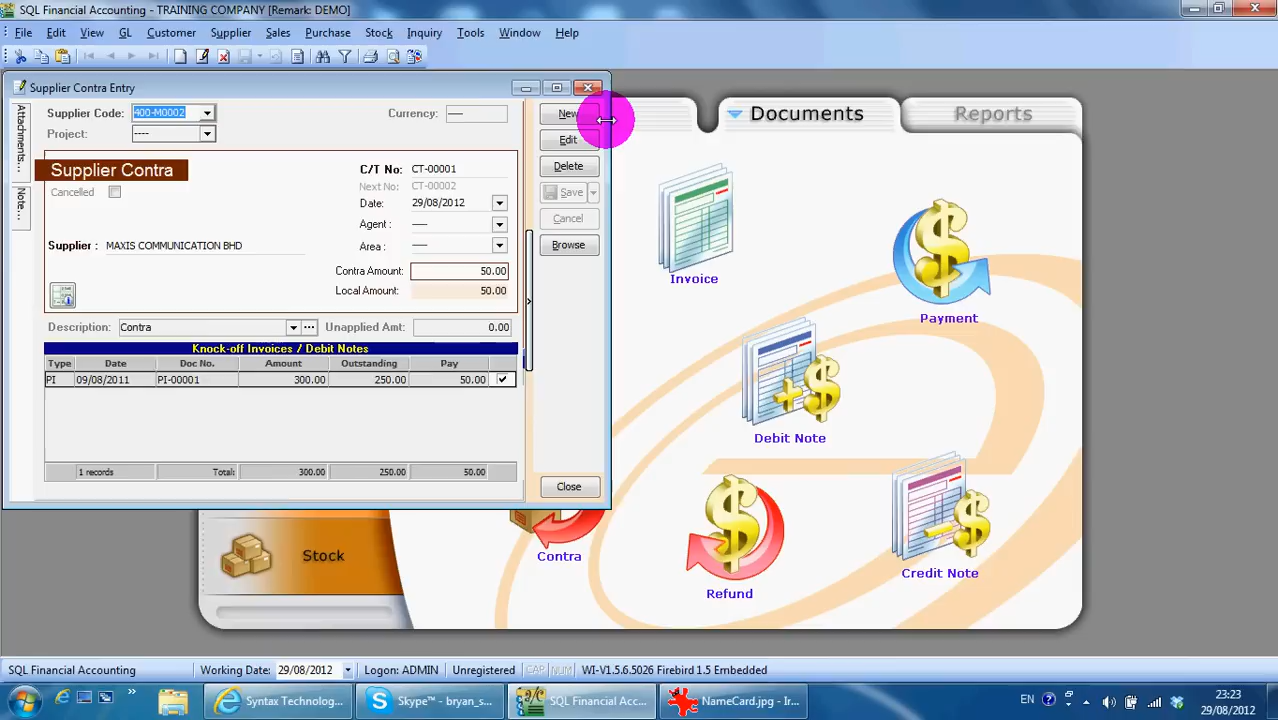 SQL Financial Accounting - TRAINING COMPANY [Remark: DEMO]
File Edit View GL Customer Supplier Sales Purchase Stock Inquiry Tools Window Help
Supplier Contra Entry
Attachments...
Note...
Supplier Code: 400-M0002 Currency: ----
Project: ----
New
Edit
Delete
Save
Cancel
Browse
Close
Supplier Contra
Cancelled
C/T No: CT-00001
Next No: CT-00002
Date: 29/08/2012
Agent : ----
Supplier : MAXIS COMMUNICATION BHD Area : ----
Contra Amount: 50.00
Local Amount: 50.00
Description: Contra Unapplied Amt: 0.00
Knock-off Invoices / Debit Notes
Type Date Doc No. Amount Outstanding Pay
PI 09/08/2011 PI-00001 300.00 250.00 50.00
1 records Total: 300.00 250.00 50.00
Documents
Reports
Invoice
Payment
Debit Note
Contra
Refund
Credit Note
Stock
SQL Financial Accounting Working Date: 29/08/2012 Logon: ADMIN Unregistered CAP NUM WI-V1.5.6.5026 Firebird 1.5 Embedded
Syntax Technolog... Skype™ - bryan_s... SQL Financial Acc... NameCard.jpg - Ir... EN 23:23
29/08/2012